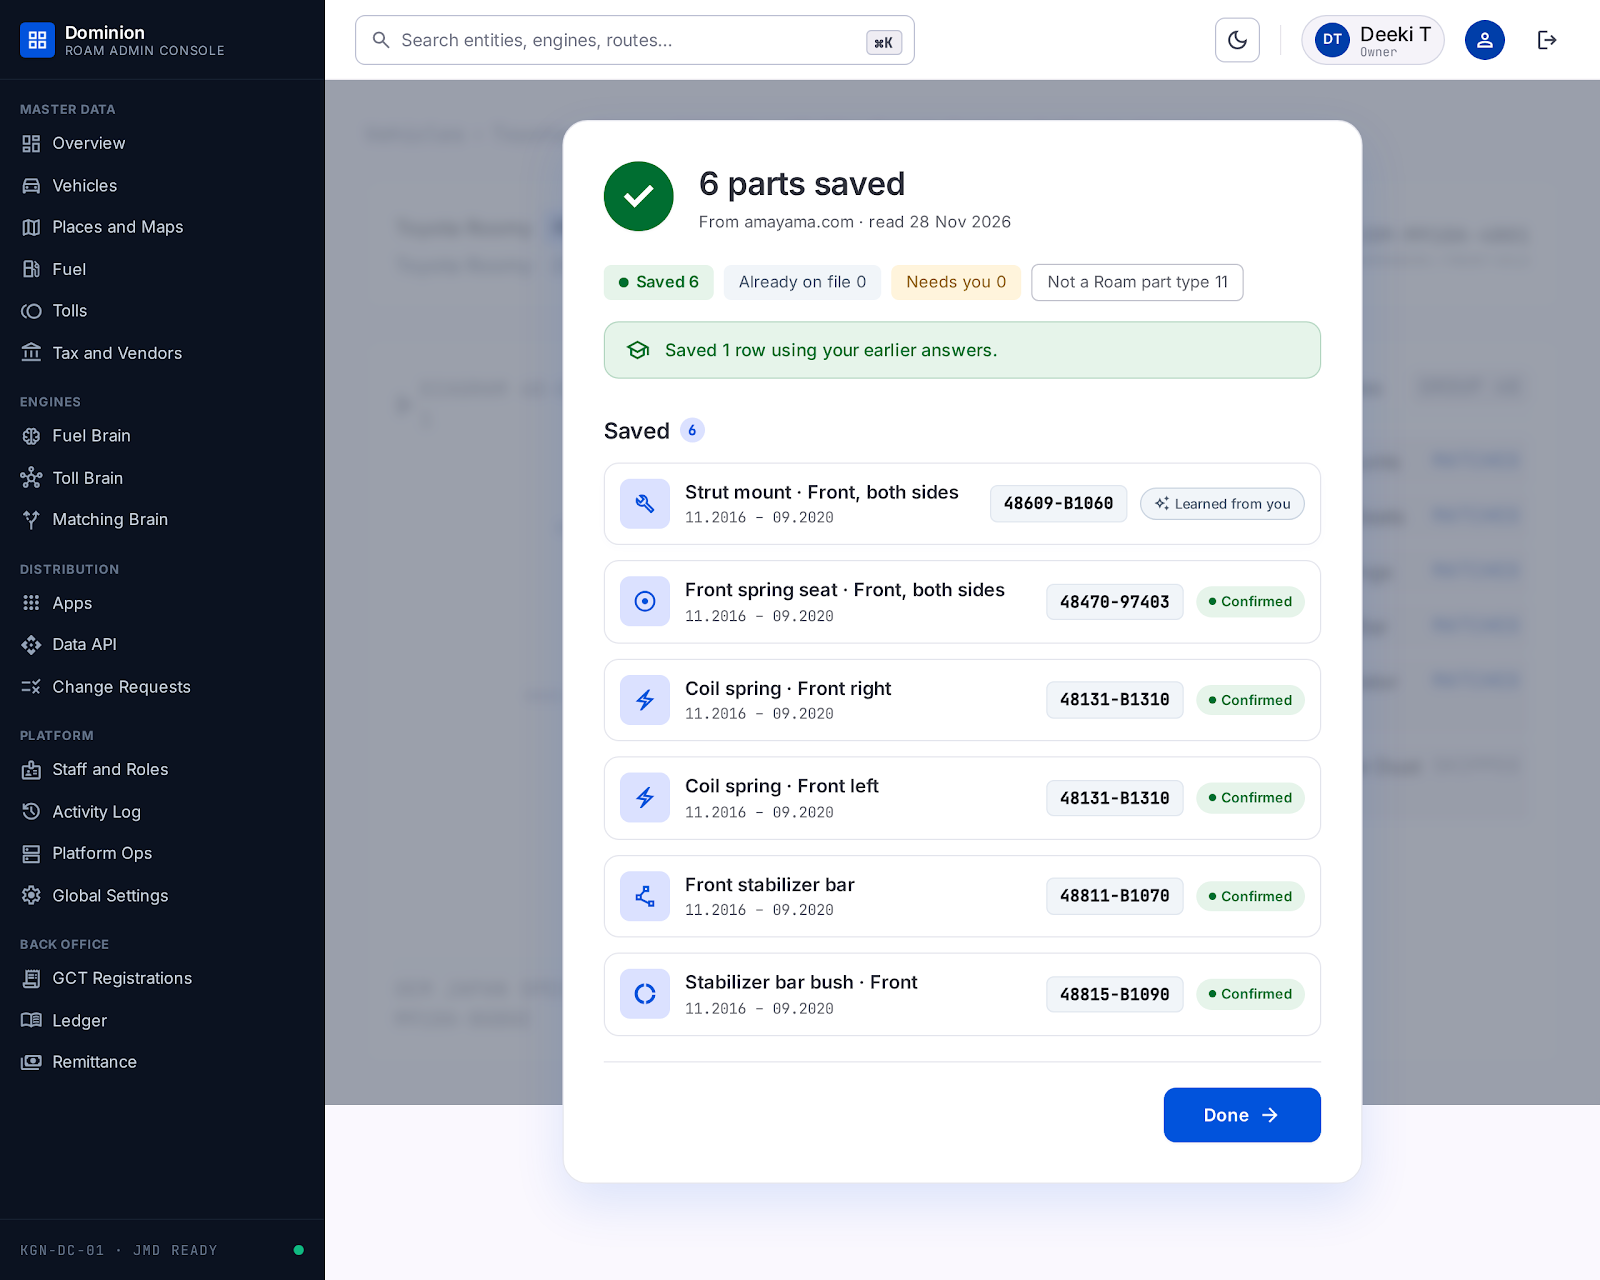 Dominion
ROAM ADMIN CONSOLE
Search entities, engines, routes...
⌘K
DT
Deeki T
Owner
MASTER DATA
Overview
Vehicles
Places and Maps
Fuel
Tolls
Tax and Vendors
ENGINES
Fuel Brain
Toll Brain
Matching Brain
DISTRIBUTION
Apps
Data API
Change Requests
PLATFORM
Staff and Roles
Activity Log
Platform Ops
Global Settings
BACK OFFICE
GCT Registrations
Ledger
Remittance
KGN-DC-01 · JMD READY
6 parts saved
From amayama.com · read 28 Nov 2026
Saved 6
Already on file 0
Needs you 0
Not a Roam part type 11
Saved 1 row using your earlier answers.
Saved 6
Strut mount · Front, both sides
11.2016 – 09.2020
48609-B1060
Learned from you
Front spring seat · Front, both sides
11.2016 – 09.2020
48470-97403
Confirmed
Coil spring · Front right
11.2016 – 09.2020
48131-B1310
Confirmed
Coil spring · Front left
11.2016 – 09.2020
48131-B1310
Confirmed
Front stabilizer bar
11.2016 – 09.2020
48811-B1070
Confirmed
Stabilizer bar bush · Front
11.2016 – 09.2020
48815-B1090
Confirmed
Done